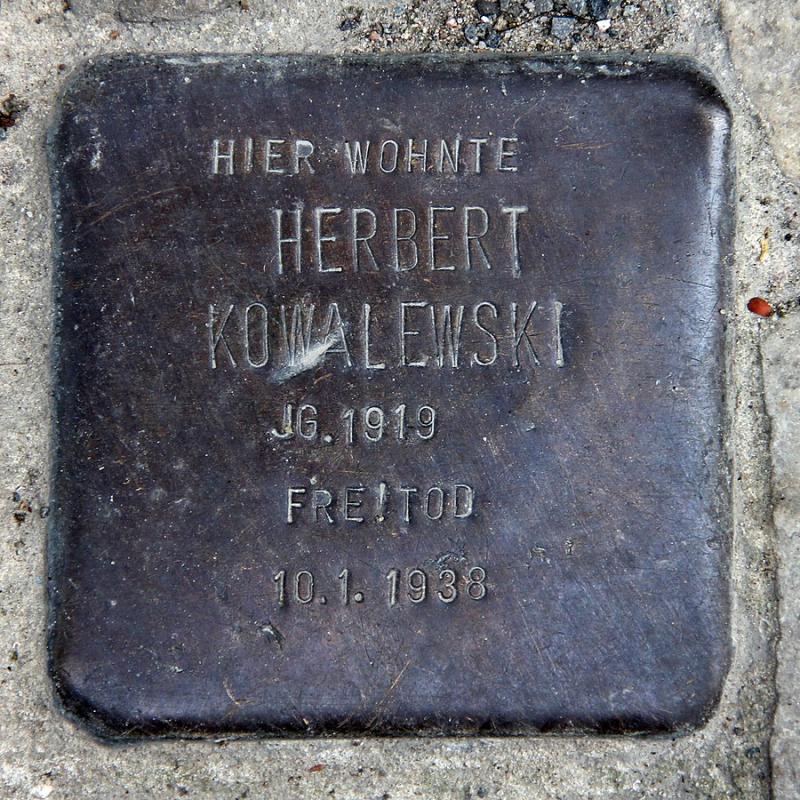 HIER WOHNTE
HERBERT
KOWALEWSKI
JG. 1919
FREITOD
10.1.1938